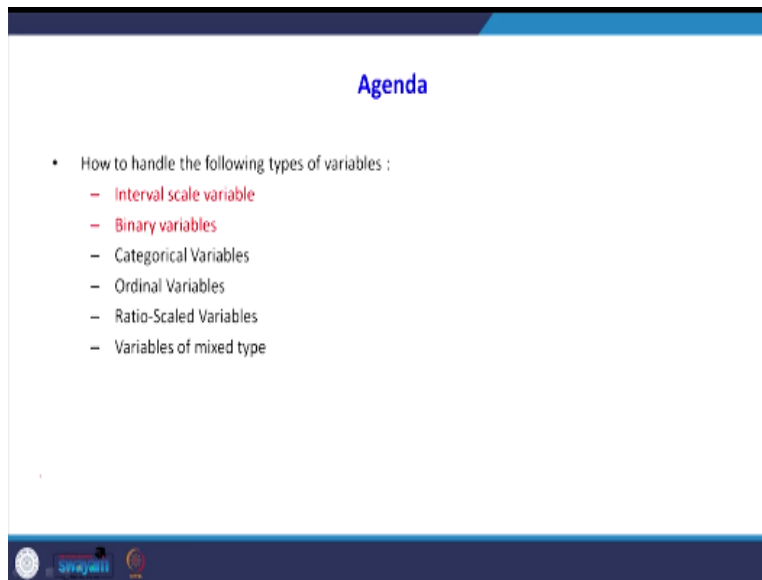 Agenda
• How to handle the following types of variables :
– Interval scale variable
– Binary variables
– Categorical Variables
– Ordinal Variables
– Ratio-Scaled Variables
– Variables of mixed type
swayam